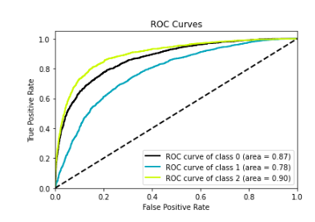 ROC Curves
True Positive Rate
1.0
0.8
0.6
0.4
0.2
0.0
ROC curve of class 0 (area = 0.87)
ROC curve of class 1 (area = 0.78)
ROC curve of class 2 (area = 0.90)
0.0 0.2 0.4 0.6 0.8 1.0
False Positive Rate